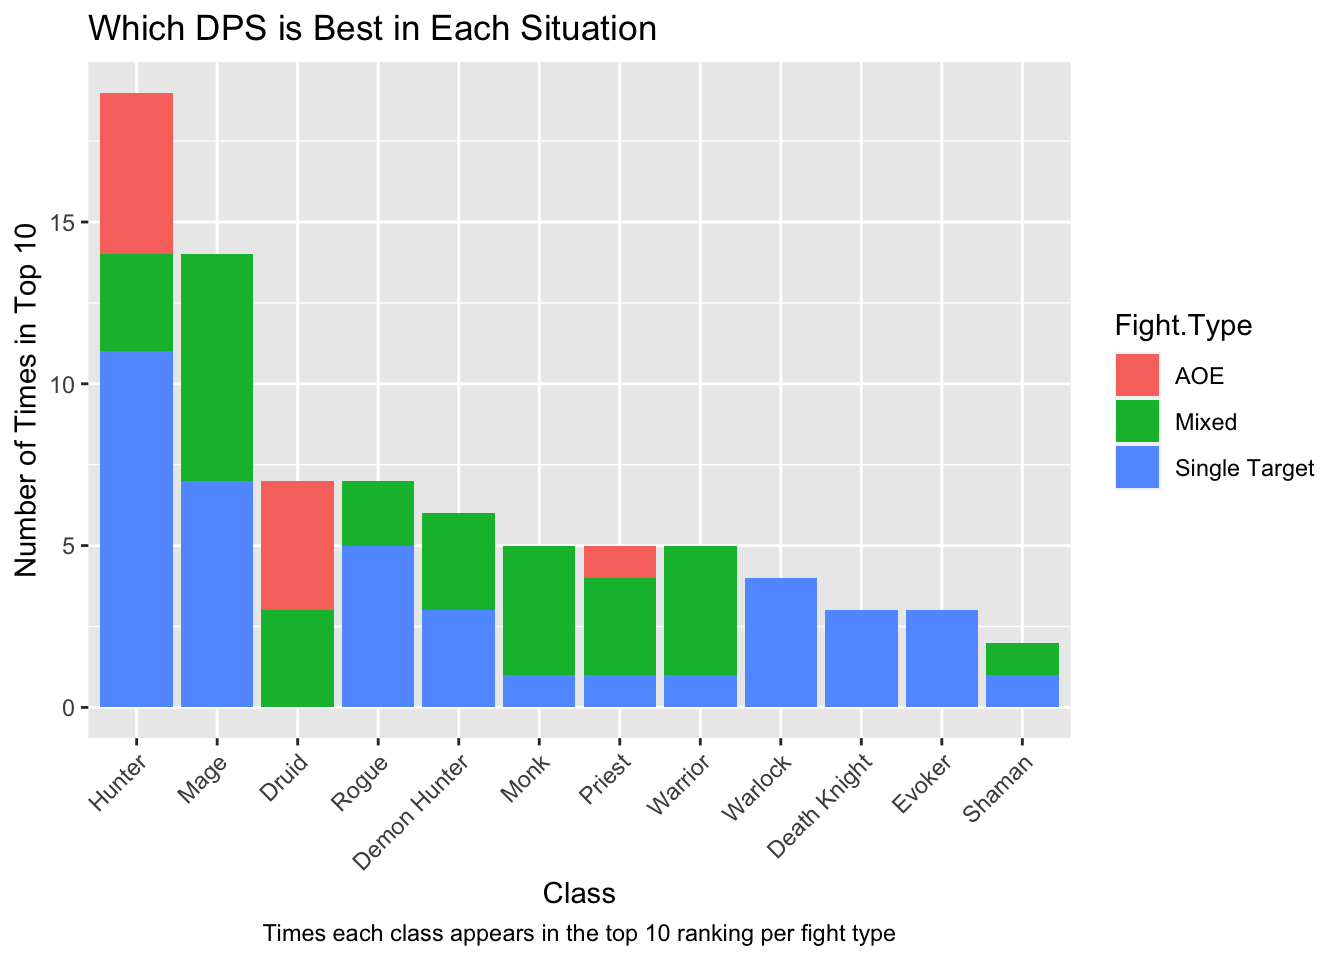 Which DPS is Best in Each Situation
Number of Times in Top 10
15
10
5
0
Hunter
Mage
Druid
Rogue
Demon Hunter
Monk
Priest
Warrior
Warlock
Death Knight
Evoker
Shaman
Class
Times each class appears in the top 10 ranking per fight type
Fight.Type
AOE
Mixed
Single Target